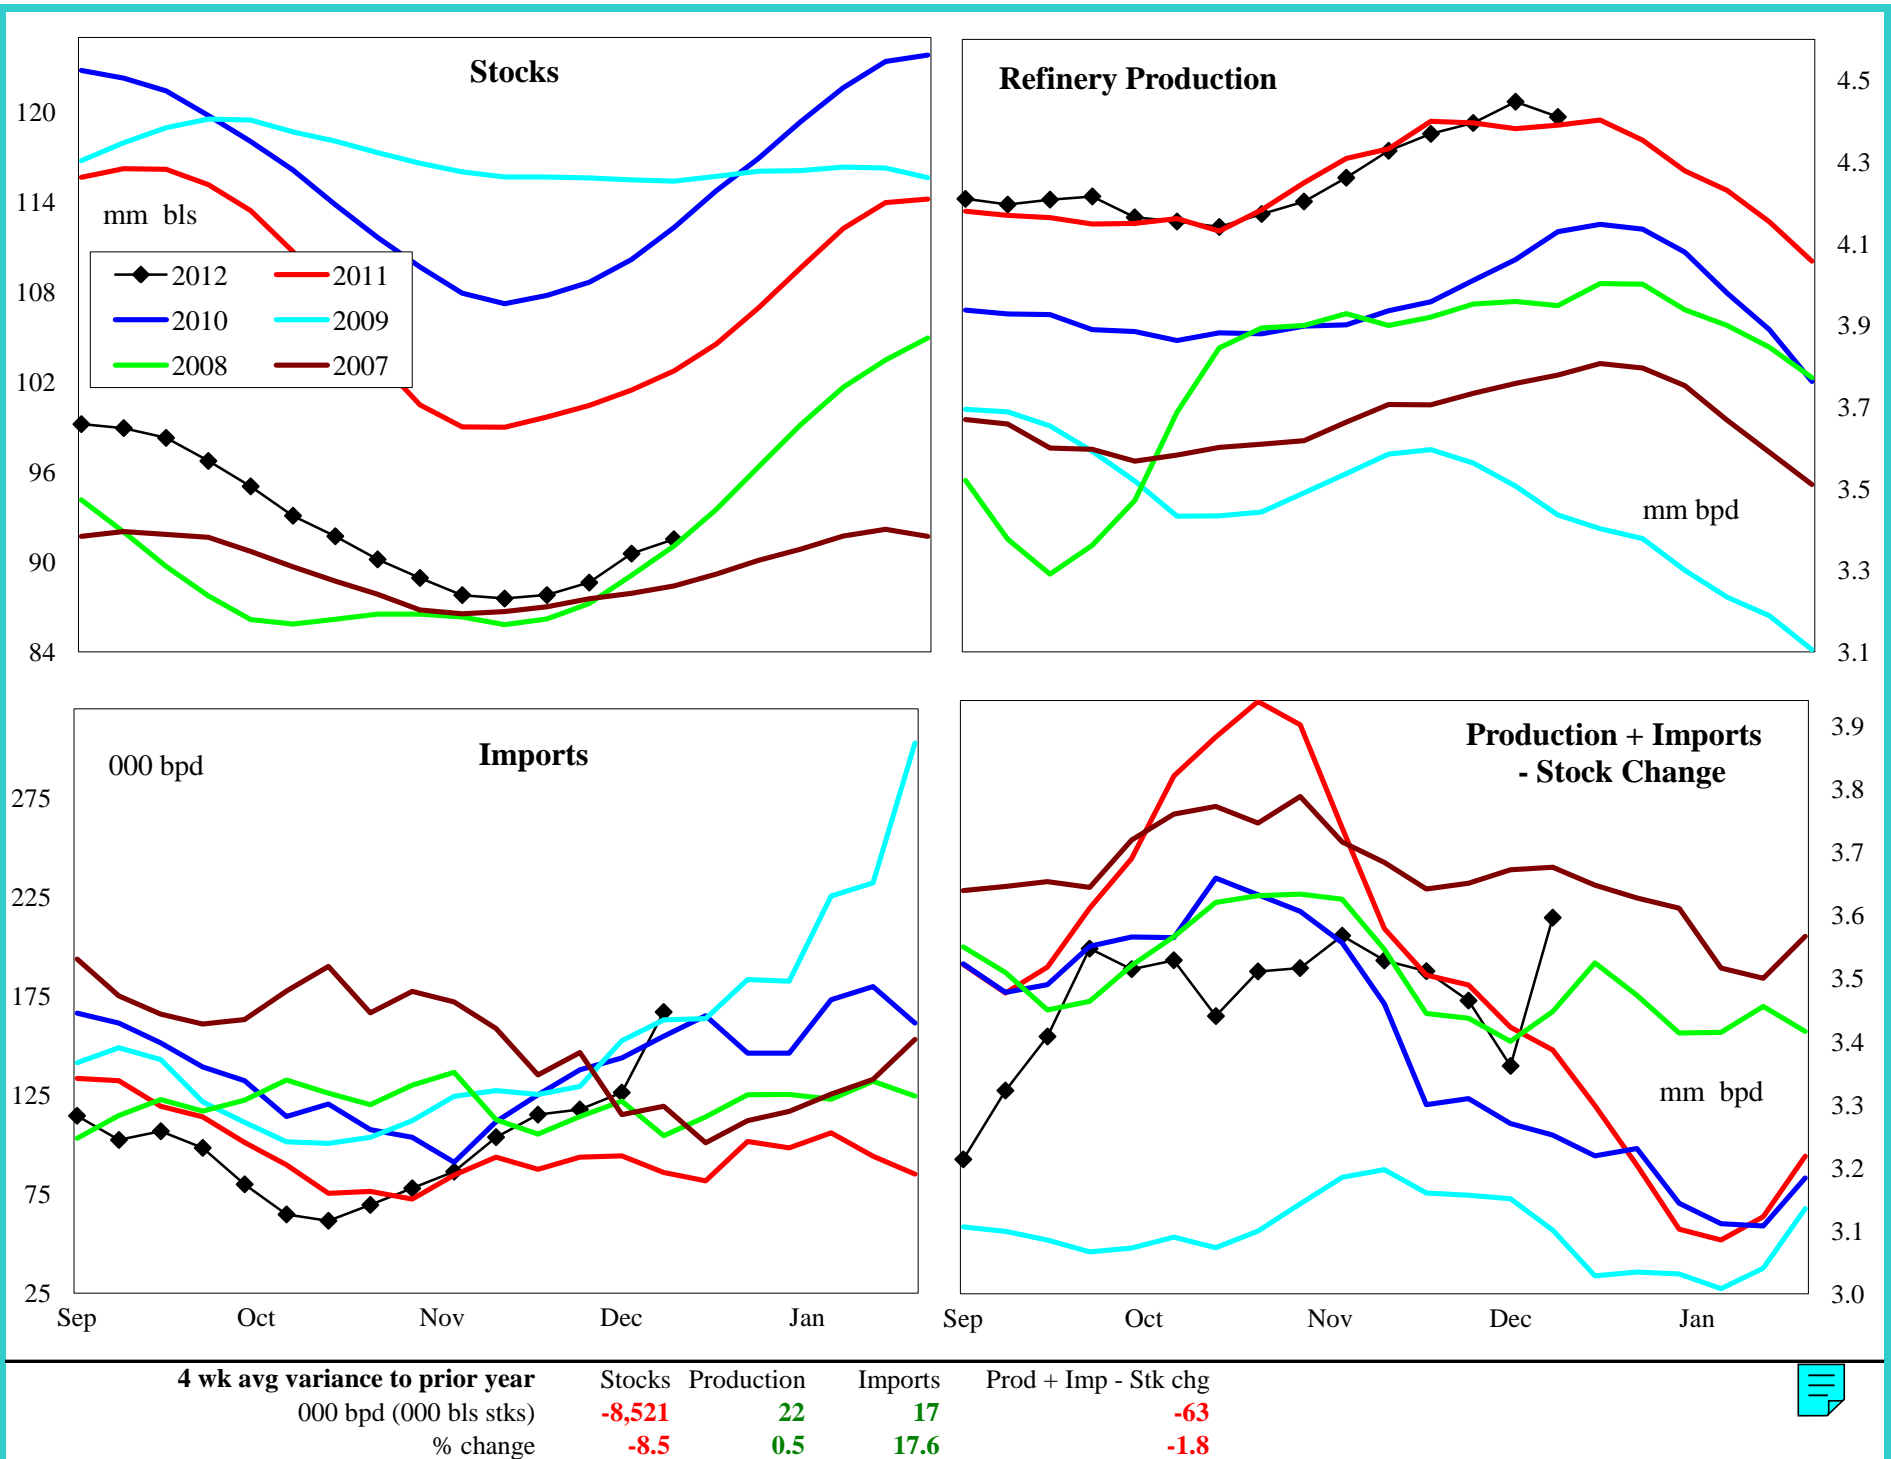 Stocks
120
114
108
102
96
90
84
mm bls
2012 2011
2010 2009
2008 2007
Refinery Production
4.5
4.3
4.1
3.9
3.7
3.5
3.3
3.1
mm bpd
Imports
000 bpd
275
225
175
125
75
25
Sep Oct Nov Dec Jan
Production + Imports
- Stock Change
3.9
3.8
3.7
3.6
3.5
3.4
3.3
3.2
3.1
3.0
mm bpd
Sep Oct Nov Dec Jan
4 wk avg variance to prior year Stocks Production Imports Prod + Imp - Stk chg
000 bpd (000 bls stks) -8,521 22 17 -63
% change -8.5 0.5 17.6 -1.8